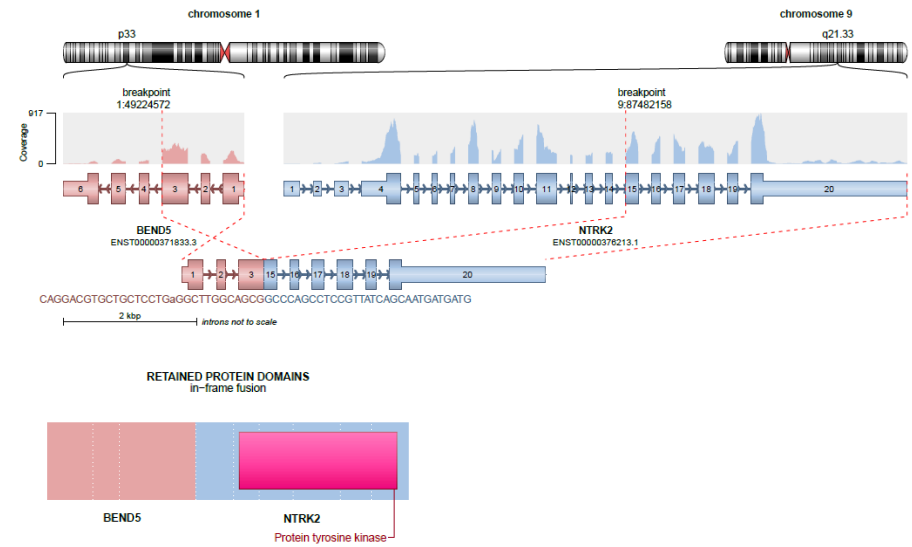 chromosome 1
chromosome 9
p33
q21.33
breakpoint
1:49224572
breakpoint
9:87482158
917
Coverage
0
6 5 4 3 2 1
1 2 3 4 5 6 7 8 9 10 11 12 13 14 15 16 17 18 19 20
BEND5
ENST00000371833.3
NTRK2
ENST00000376213.1
1 2 3 15 16 17 18 19 20
CAGGACGTGCTGCTCCTGaGGCTTGGCAGCGGCCCAGCCTCCGTTATCAGCAATGATGATG
2 kbp
introns not to scale
RETAINED PROTEIN DOMAINS
in-frame fusion
BEND5
NTRK2
Protein tyrosine kinase